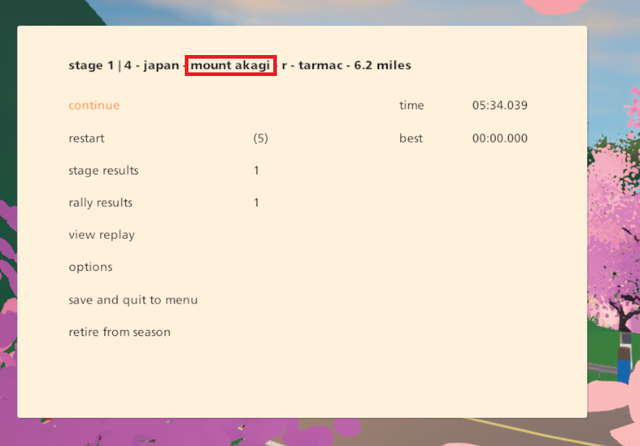 stage 1 | 4 - japan - mount akagi - r - tarmac - 6.2 miles
continue
time 05:34.039
restart (5)
best 00:00.000
stage results 1
rally results 1
view replay
options
save and quit to menu
retire from season